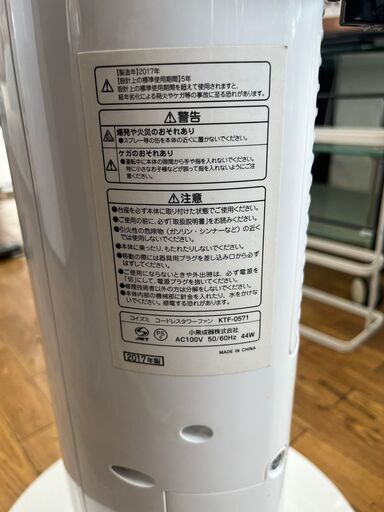 【製造年】2017年
【設計上の標準使用期間】5年
設計上の標準使用期間を超えて使用されますと、
経年劣化による発火やケガ等の事故に至る恐れがあります。
⚠警告
爆発や火災のおそれあり
●スプレー等の缶を本体の近くに置かないでください。
ケガのおそれあり
●運転中に本体の隙間から手や指を入れないでください。
特に小さなお子様などが誤って指を入れないようにご注意ください。
⚠注意
●台座を必ず本体に取り付けた状態でご使用ください。
●ご使用の前に、必ず「取扱説明書」をお読みください。
●引火性の危険物(ガソリン・シンナーなど)の近く
では使用しないでください。
●本体に乗ったり、もたれたりしないでください。
●移動の際には器具用プラグを差込み口から必ず
はずしてください。
●ご使用にならないときや外出時は、必ず電源を
「切」にして、電源プラグを抜いてください。
●修理技術者以外の方は分解をしないでください。
●本体内部の機械部に針金を入れたり、水をかけな
いでください。感電する恐れがあります。
コイズミ コードレスタワーファン KTF-0571
JET
PS
E
小泉成器株式会社
AC100V 50/60Hz 44W
2017年製
MADE IN CHINA